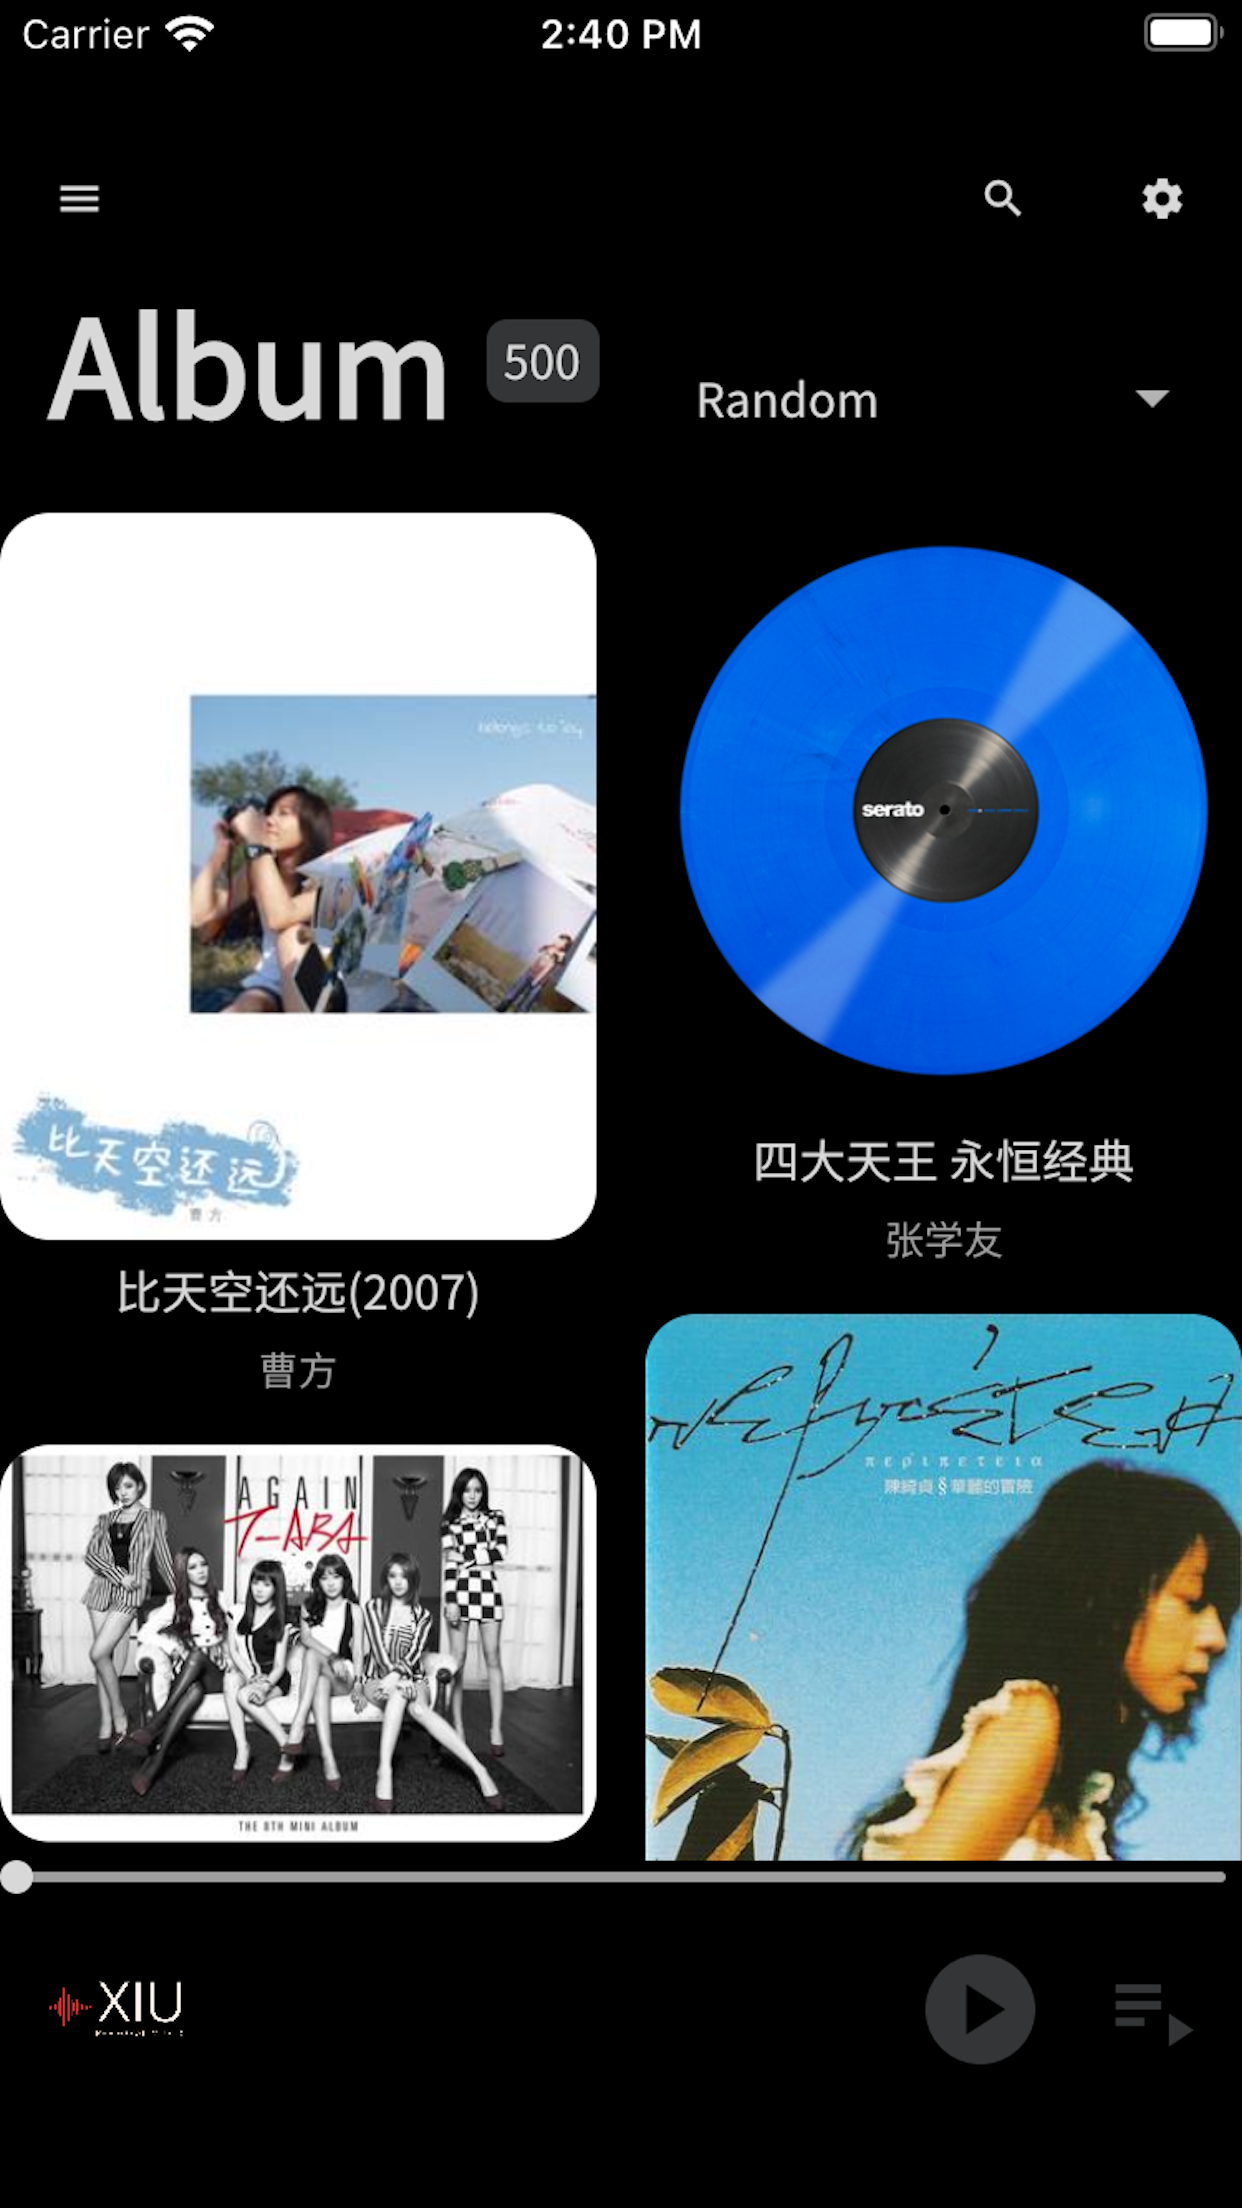 Carrier
2:40 PM
Album
500
Random
belongs to
比天空还远
曹方
serato
四大天王 永恒经典
张学友
比天空还远(2007)
曹方
περιπετεια
陳綺貞§華麗的冒險
AGAIN
T-ARA
THE 8TH MINI ALBUM
XIU